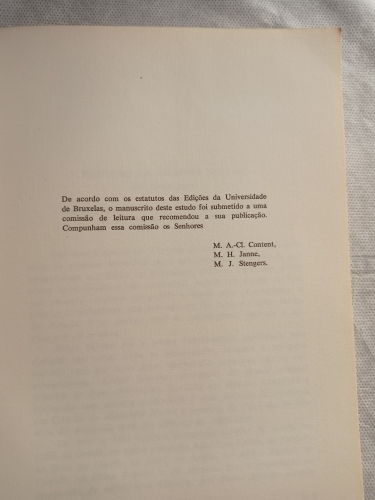 De acordo com os estatutos das Edições da Universidade
de Bruxelas, o manuscrito deste estudo foi submetido a uma
comissão de leitura que recomendou a sua publicação.
Compunham essa comissão os Senhores
M. A.-Cl. Content,
M. H. Janne,
M. J. Stengers.